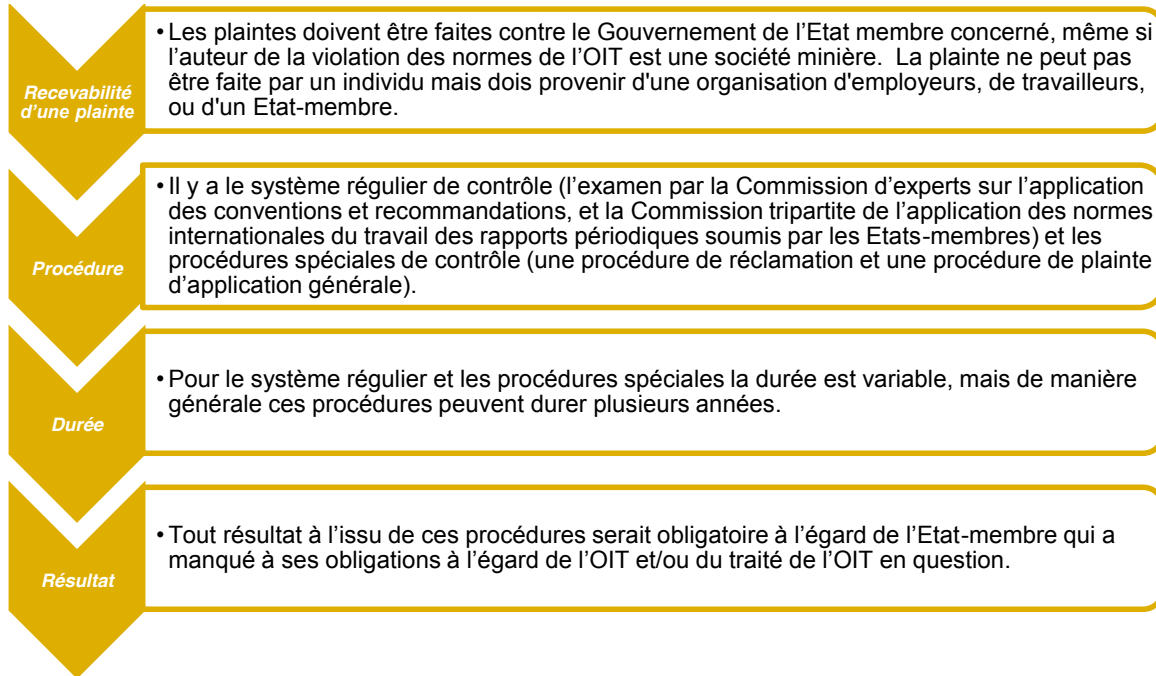 Recevabilité
d'une plainte
• Les plaintes doivent être faites contre le Gouvernement de l'Etat membre concerné, même si
l'auteur de la violation des normes de l'OIT est une société minière.  La plainte ne peut pas
être faite par un individu mais dois provenir d'une organisation d'employeurs, de travailleurs,
ou d'un Etat-membre.
Procédure
• Il y a le système régulier de contrôle (l'examen par la Commission d'experts sur l'application
des conventions et recommandations, et la Commission tripartite de l'application des normes
internationales du travail des rapports périodiques soumis par les Etats-membres) et les
procédures spéciales de contrôle (une procédure de réclamation et une procédure de plainte
d'application générale).
Durée
• Pour le système régulier et les procédures spéciales la durée est variable, mais de manière
générale ces procédures peuvent durer plusieurs années.
Résultat
• Tout résultat à l'issu de ces procédures serait obligatoire à l'égard de l'Etat-membre qui a
manqué à ses obligations à l'égard de l'OIT et/ou du traité de l'OIT en question.